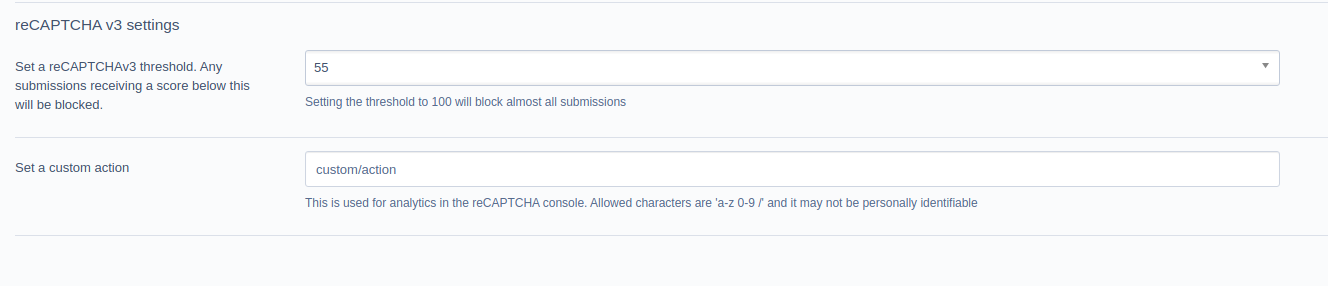 reCAPTCHA v3 settings
Set a reCAPTCHAv3 threshold. Any
submissions receiving a score below this
will be blocked.
55
Setting the threshold to 100 will block almost all submissions
Set a custom action
custom/action
This is used for analytics in the reCAPTCHA console. Allowed characters are 'a-z 0-9 /' and it may not be personally identifiable